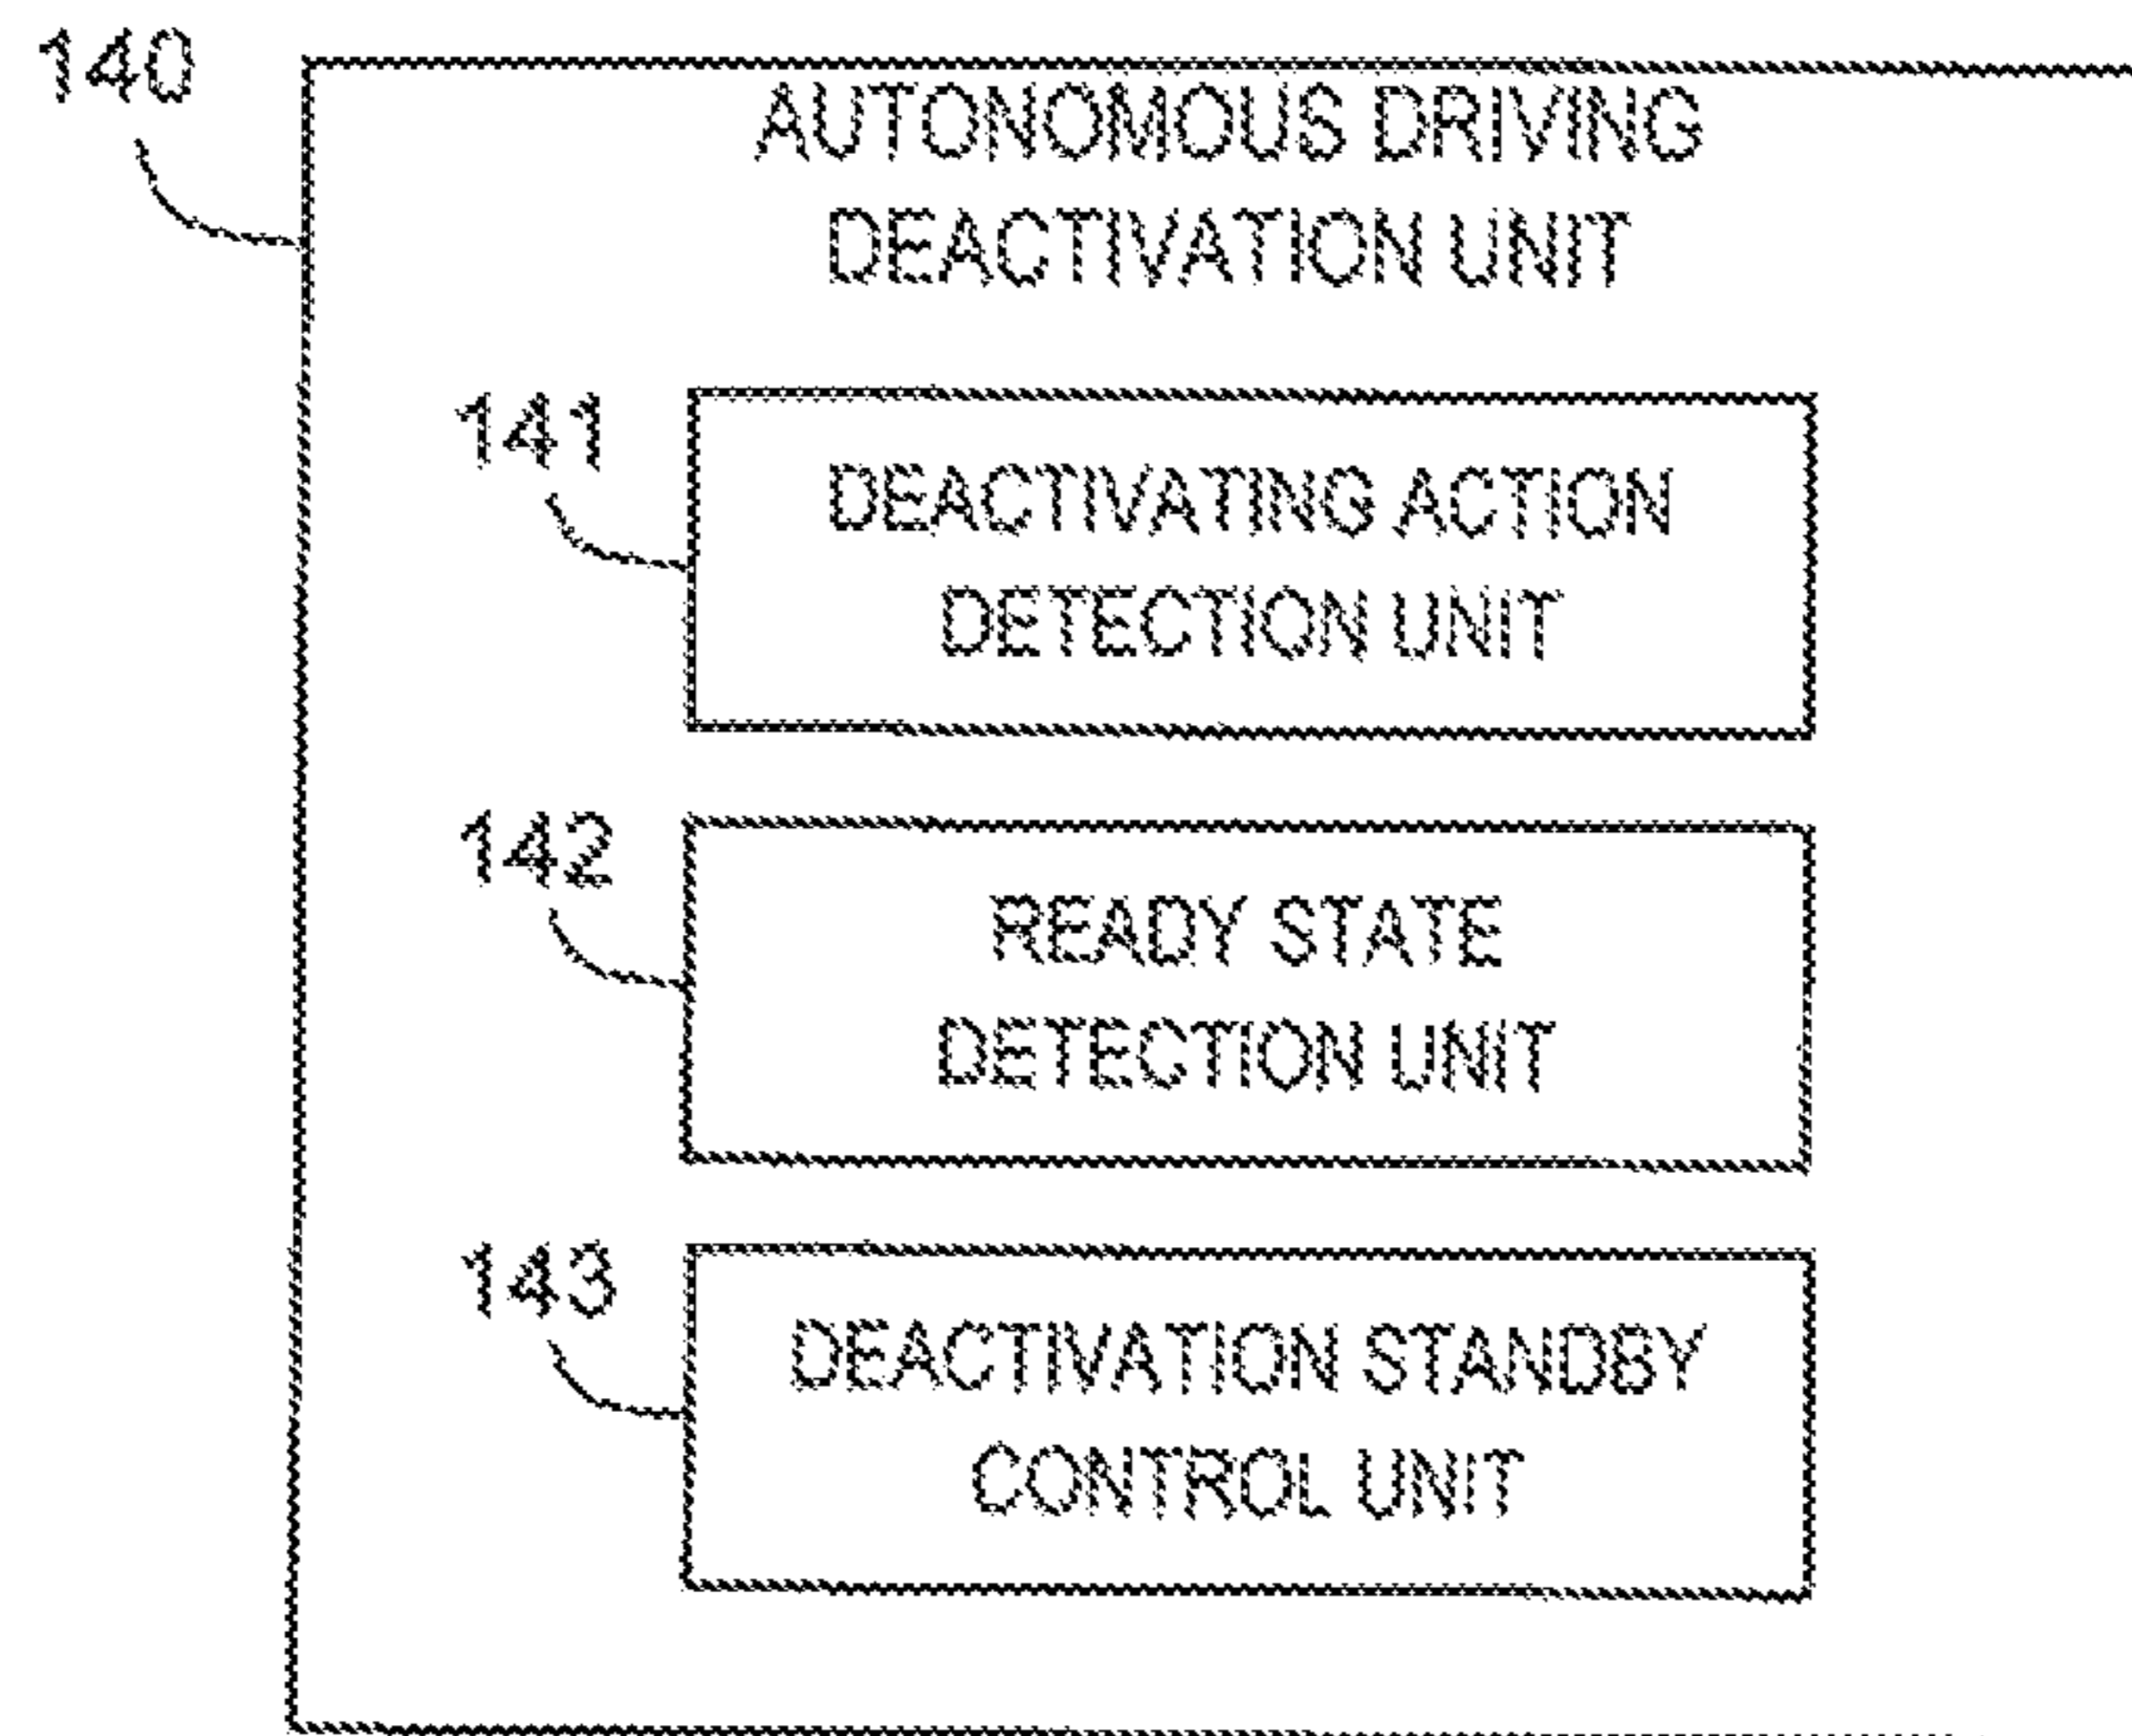 140
AUTONOMOUS DRIVING
DEACTIVATION UNIT
141
DEACTIVATING ACTION
DETECTION UNIT
142
READY STATE
DETECTION UNIT
143
DEACTIVATION STANDBY
CONTROL UNIT